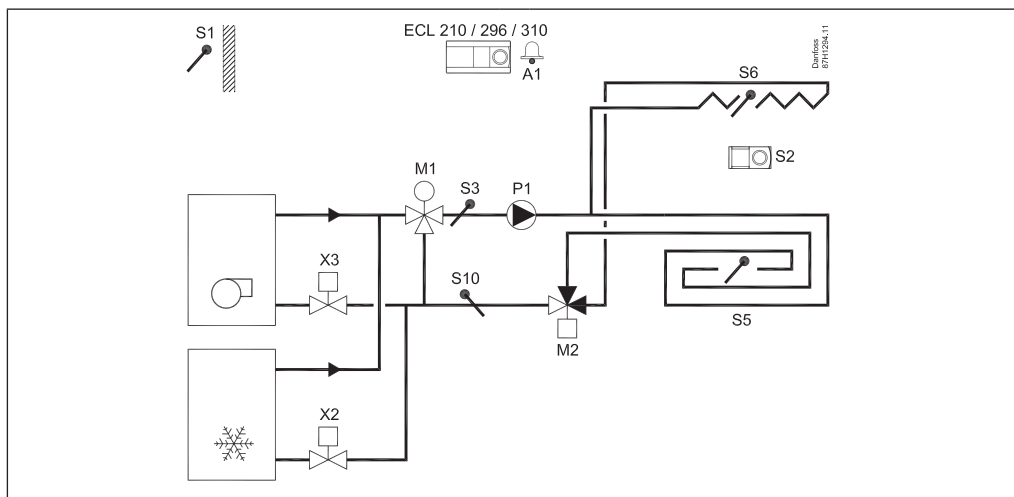 S1
ECL 210 / 296 / 310
A1
Danfoss
87H1294.11
S6
S2
M1
S3
P1
X3
S10
M2
S5
X2